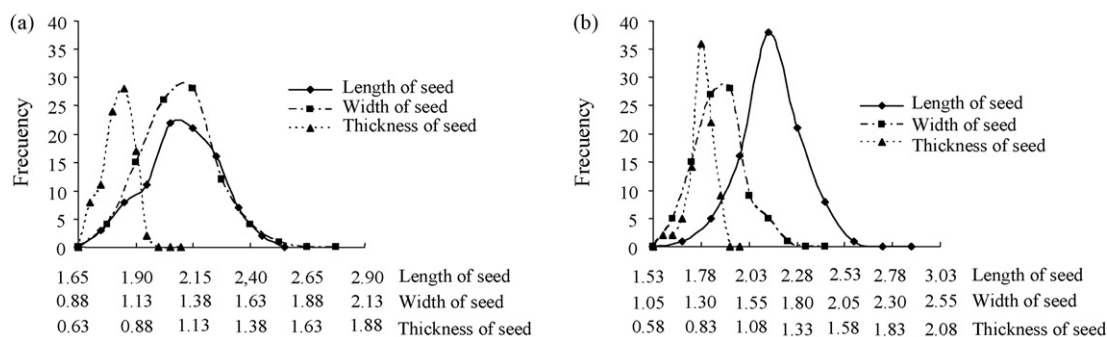 (a)
Frecuency
40
35
30
25
20
15
10
5
0
Length of seed
Width of seed
Thickness of seed
1.65 1.90 2.15 2,40 2.65 2.90 Length of seed
0.88 1.13 1.38 1.63 1.88 2.13 Width of seed
0.63 0.88 1.13 1.38 1.63 1.88 Thickness of seed
(b)
Frecuency
40
35
30
25
20
15
10
5
0
Length of seed
Width of seed
Thickness of seed
1.53 1.78 2.03 2.28 2.53 2.78 3.03 Length of seed
1.05 1.30 1.55 1.80 2.05 2.30 2.55 Width of seed
0.58 0.83 1.08 1.33 1.58 1.83 2.08 Thickness of seed